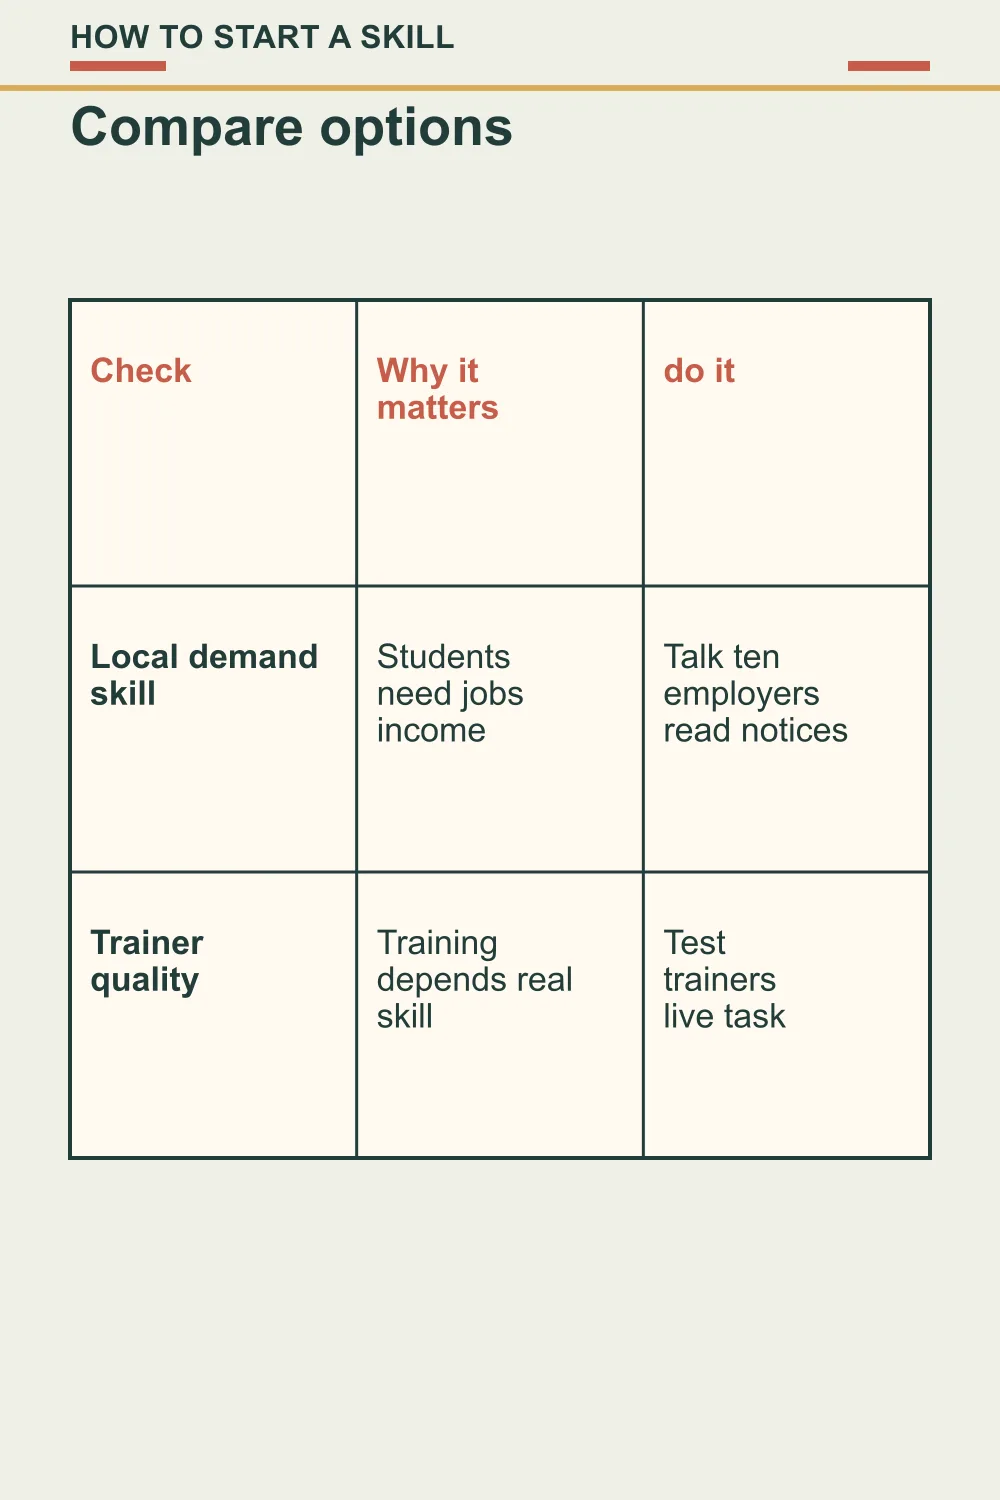 HOW TO START A SKILL
Compare options
Check
Why it
matters
do it
Local demand
skill
Students
need jobs
income
Talk ten
employers
read notices
Trainer
quality
Training
depends real
skill
Test
trainers
live task